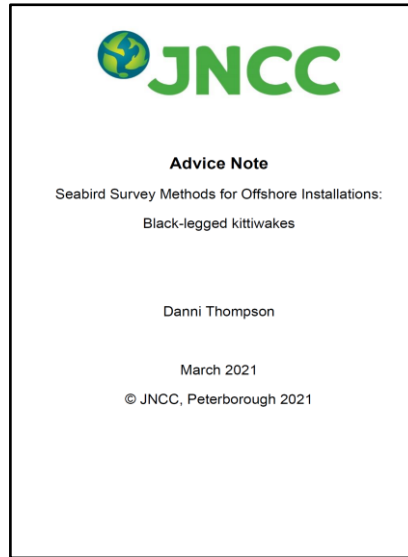 JNCC
Advice Note
Seabird Survey Methods for Offshore Installations:
Black-legged kittiwakes
Danni Thompson
March 2021
© JNCC, Peterborough 2021